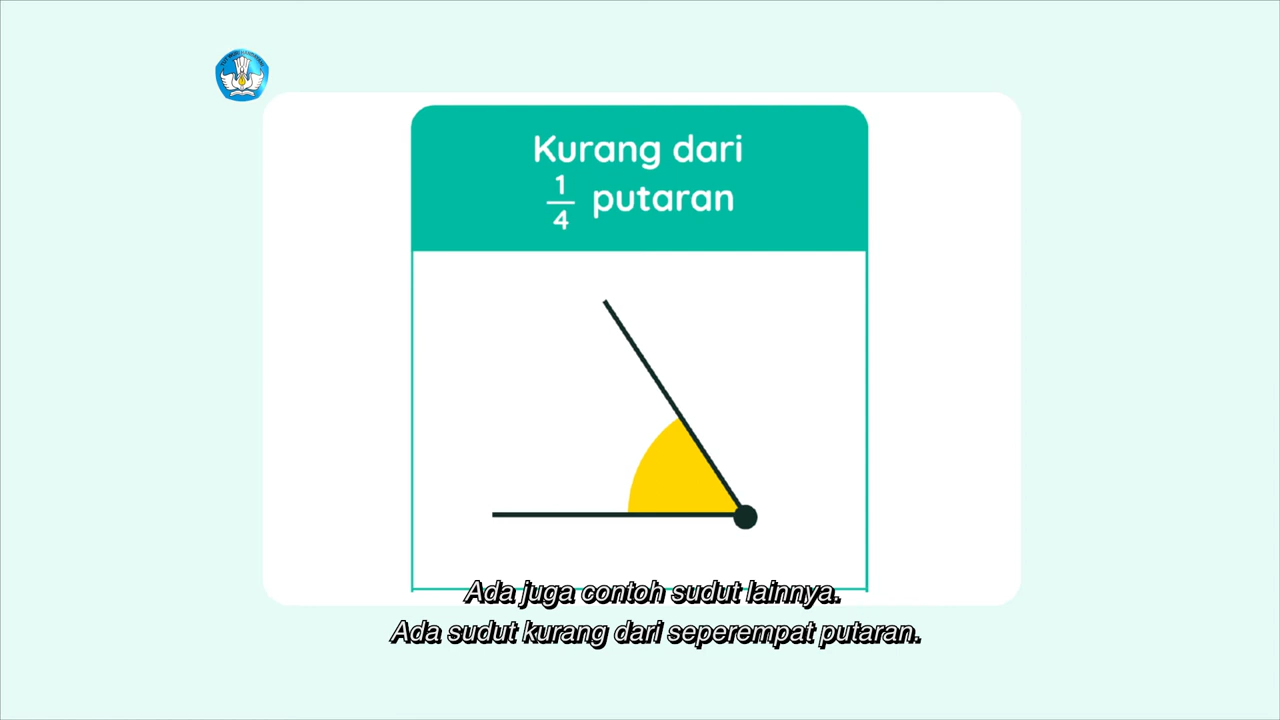 Kurang dari
1/4 putaran
Ada juga contoh sudut lainnya.
Ada sudut kurang dari seperempat putaran.